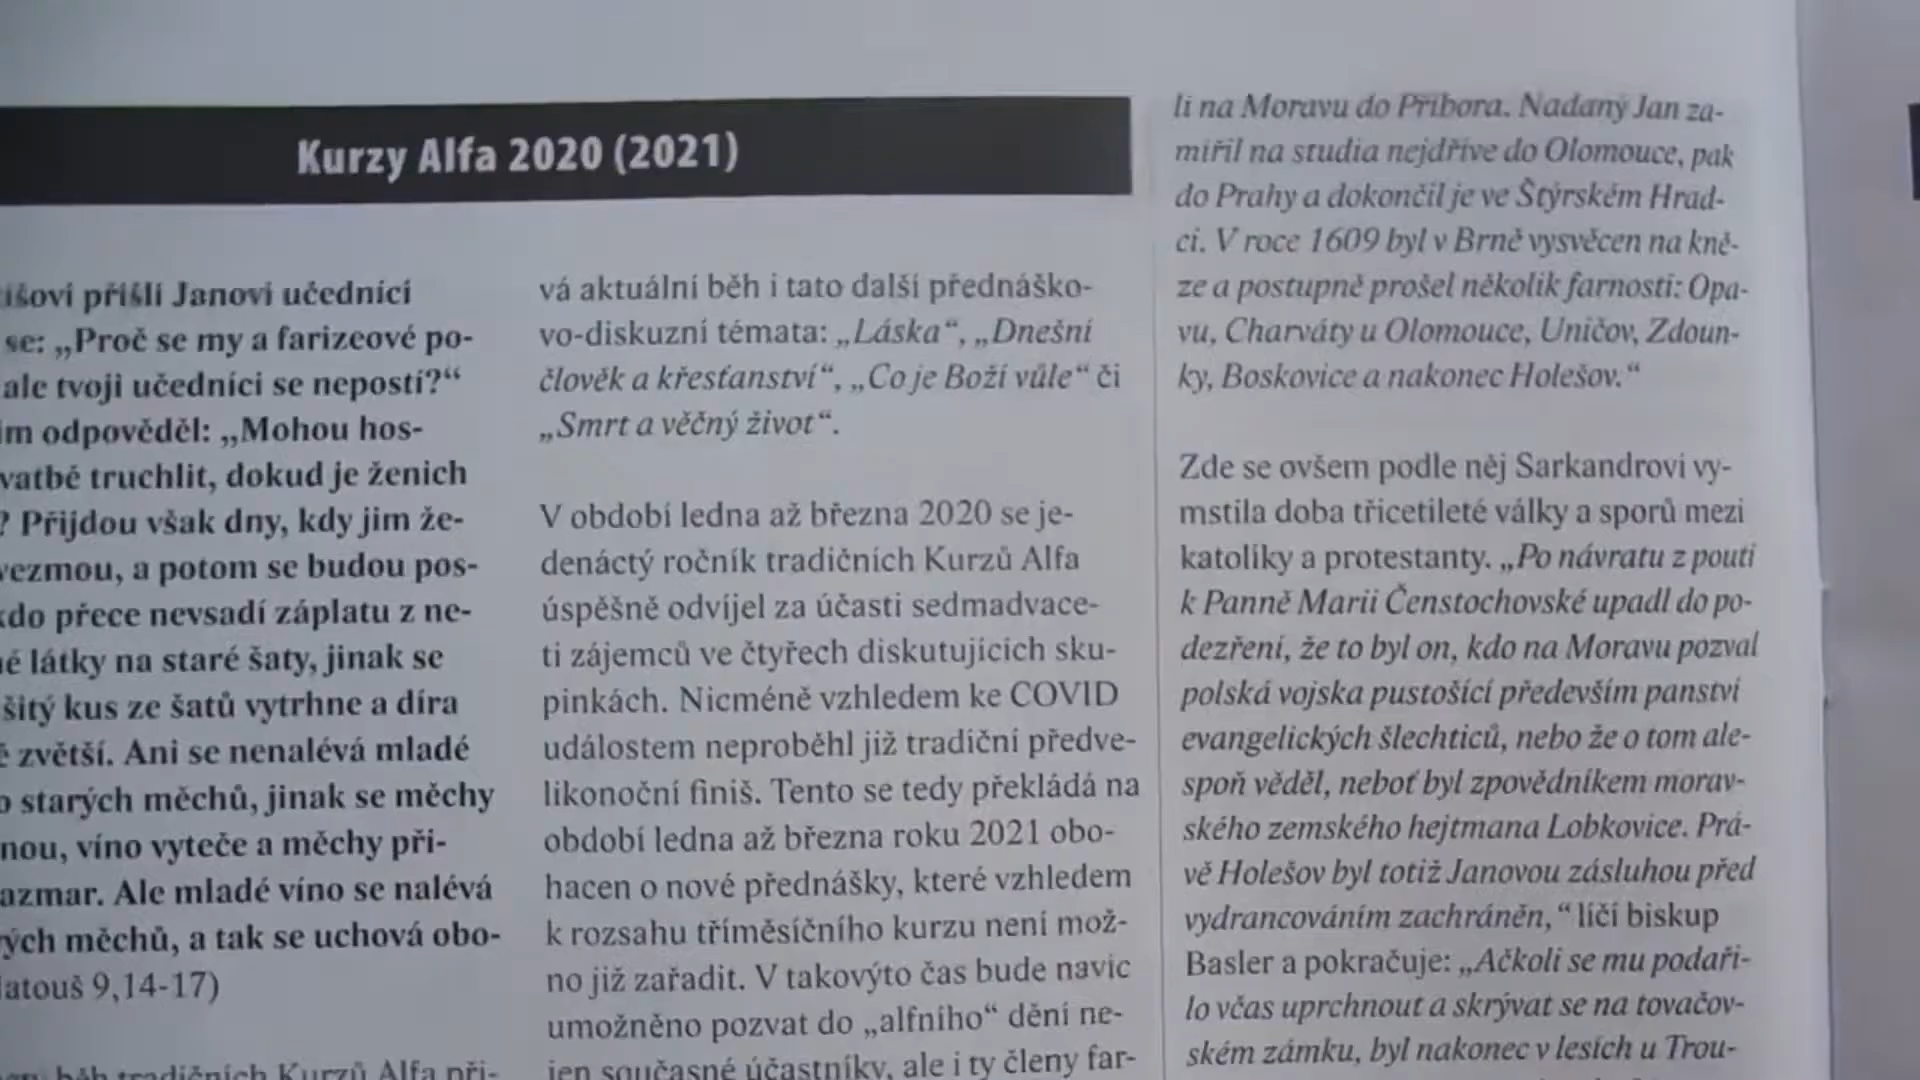 Kurzy Alfa 2020 (2021)
přišli Janovi učedníci
se: „Proč se my a farizeové po-
ale tvoji učedníci se nepostí?“
odpověděl: „Mohou hos-
truchlit, dokud je ženich
? Přijdou však dny, kdy jim že-
vezmou, a potom se budou pos-
přece nevsadí záplatu z ne-
látky na staré šaty, jinak se
kus ze šatů vytrhne a díra
zvětší. Ani se nenalévá mladé
starých měchů, jinak se měchy
víno vyteče a měchy při-
Ale mladé víno se nalévá
měchů, a tak se uchová obo-
9,14-17)
běh tradičních Kurzů Alfa při-
vá aktuální běh i tato další přednáško-
vo-diskuzní témata: „Láska“, „Dnešní
člověk a křesťanství“, „Co je Boží vůle“ či
„Smrt a věčný život“.
V období ledna až března 2020 se je-
denáctý ročník tradičních Kurzů Alfa
úspěšně odvíjel za účasti sedmadvace-
ti zájemců ve čtyřech diskutujících sku-
pinkách. Nicméně vzhledem ke COVID
událostem neproběhl již tradiční předve-
likonoční finiš. Tento se tedy překládá na
období ledna až března roku 2021 obo-
hacen o nové přednášky, které vzhledem
k rozsahu tříměsíčního kurzu není mož-
no již zařadit. V takovýto čas bude navíc
umožněno pozvat do „alfního“ dění ne-
jen současné účastníky, ale i ty členy far-
li na Moravu do Příbora. Nadaný Jan za-
mířil na studia nejdříve do Olomouce, pak
do Prahy a dokončil je ve Štýrském Hrad-
ci. V roce 1609 byl v Brně vysvěcen na kně-
ze a postupně prošel několik farností: Opa-
vu, Charváty u Olomouce, Uničov, Zdoun-
ky, Boskovice a nakonec Holešov.“
Zde se ovšem podle něj Sarkandrovi vy-
mstila doba třicetileté války a sporů mezi
katolíky a protestanty. „Po návratu z pouti
k Panně Marii Čenstochovské upadl do po-
dezření, že to byl on, kdo na Moravu pozval
polská vojska pustošící především panství
evangelických šlechticů, nebo že o tom ale-
spoň věděl, neboť byl zpovědníkem morav-
ského zemského hejtmana Lobkovice. Prá-
vě Holešov byl totiž Janovou zásluhou před
vydrancováním zachráněn,“ líčí biskup
Basler a pokračuje: „Ačkoli se mu podaři-
lo včas uprchnout a skrývat se na tovačov-
ském zámku, byl nakonec v lesích u Trou-